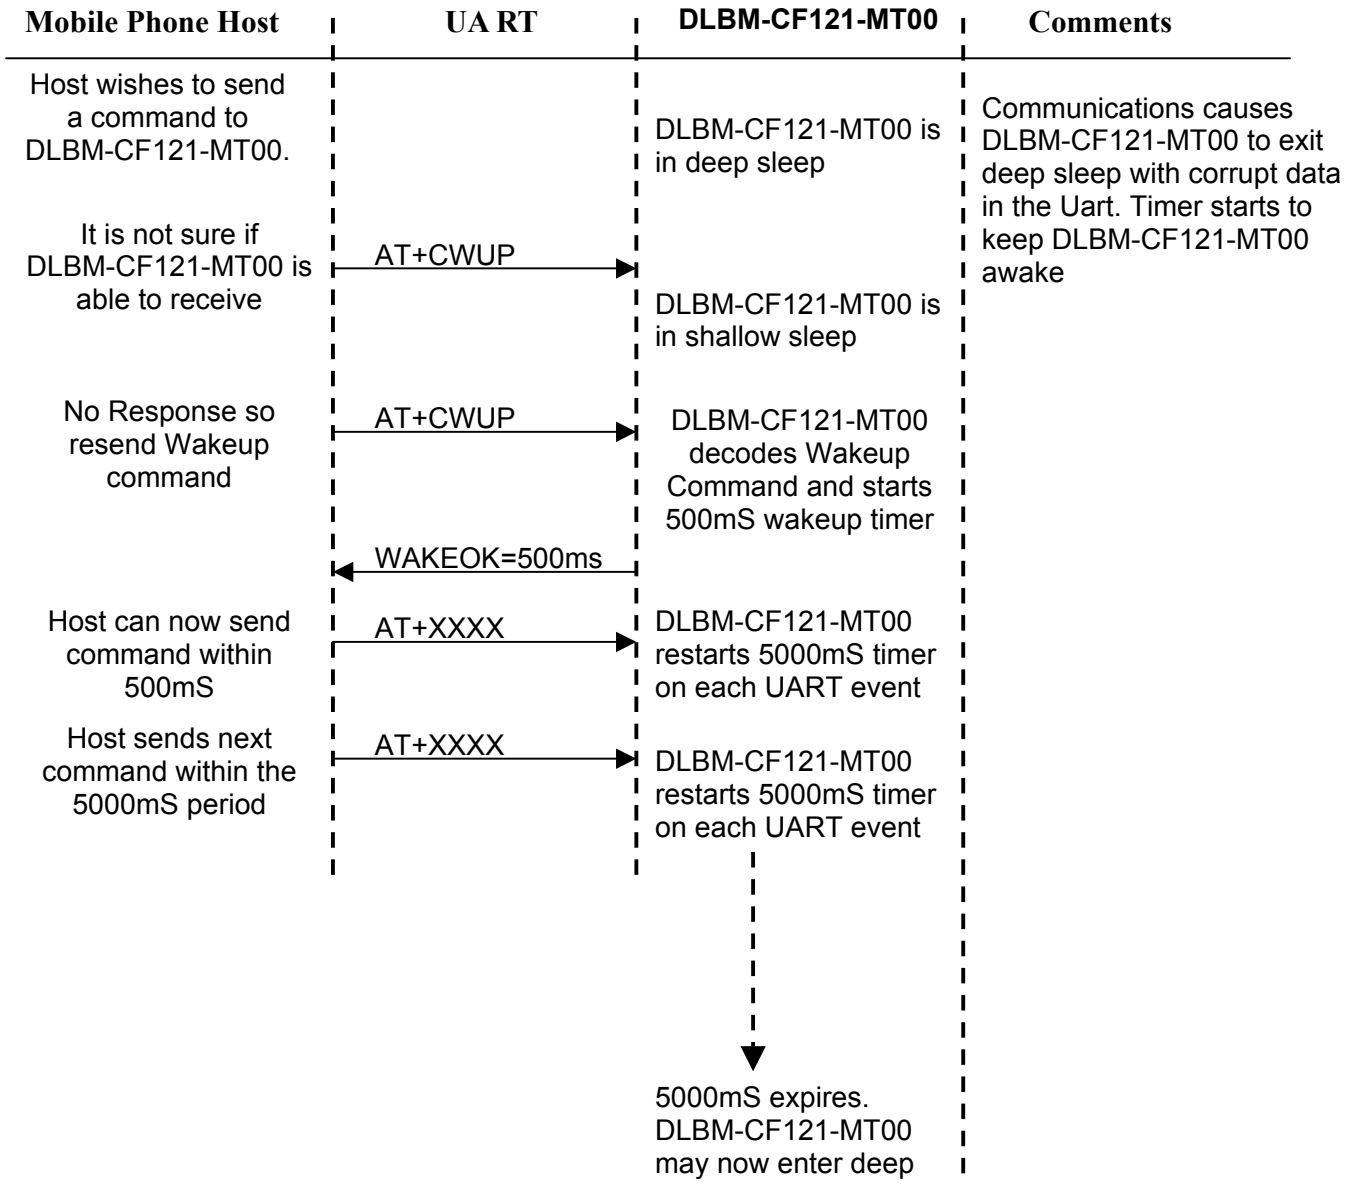 Mobile Phone Host
UA RT
DLBM-CF121-MT00
Comments
Host wishes to send
a command to
DLBM-CF121-MT00.
DLBM-CF121-MT00 is
in deep sleep
Communications causes
DLBM-CF121-MT00 to exit
deep sleep with corrupt data
in the Uart. Timer starts to
keep DLBM-CF121-MT00
awake
It is not sure if
DLBM-CF121-MT00 is
able to receive
AT+CWUP
DLBM-CF121-MT00 is
in shallow sleep
No Response so
resend Wakeup
command
AT+CWUP
DLBM-CF121-MT00
decodes Wakeup
Command and starts
500mS wakeup timer
WAKEOK=500ms
Host can now send
command within
500mS
AT+XXXX
DLBM-CF121-MT00
restarts 5000mS timer
on each UART event
Host sends next
command within the
5000mS period
AT+XXXX
DLBM-CF121-MT00
restarts 5000mS timer
on each UART event
5000mS expires.
DLBM-CF121-MT00
may now enter deep